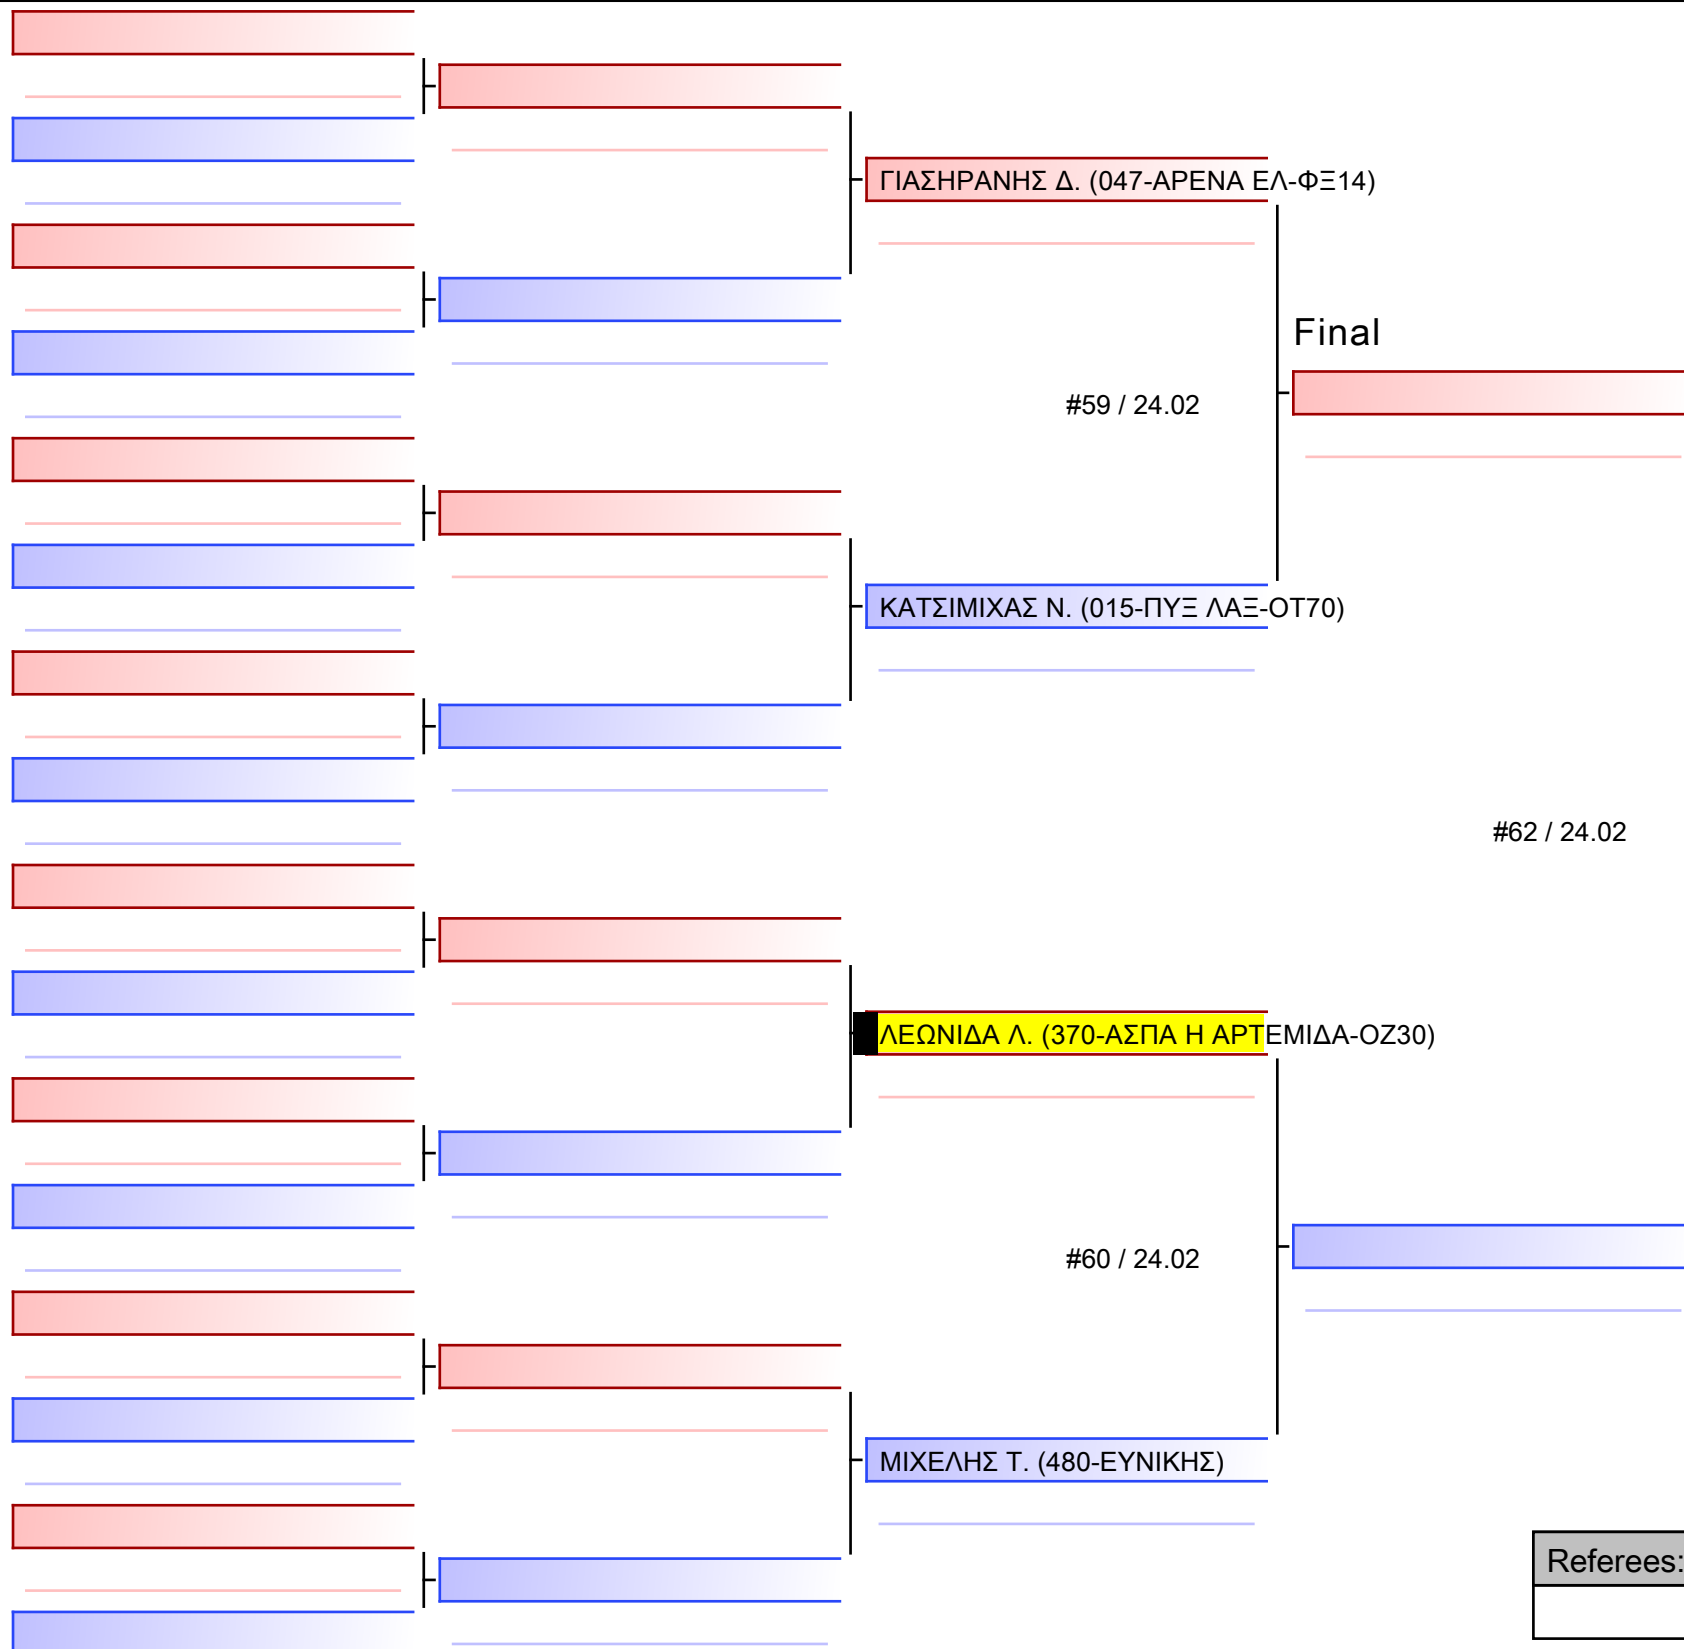 ΓΙΑΣΗΡΑΝΗΣ Δ. (047-ΑΡΕΝΑ ΕΛ-ΦΞ14)
Final
#59 / 24.02
ΚΑΤΣΙΜΙΧΑΣ Ν. (015-ΠΥΞ ΛΑΞ-ΟΤ70)
#62 / 24.02
ΛΕΩΝΙΔΑ Λ. (370-ΑΣΠΑ Η ΑΡΤΕΜΙΔΑ-ΟΖ30)
#60 / 24.02
ΜΙΧΕΛΗΣ Τ. (480-ΕΥΝΙΚΗΣ)
Referees: